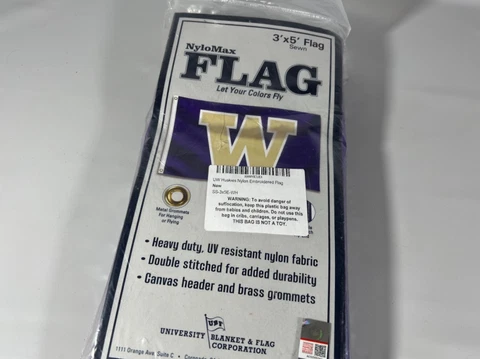 3'x5' Flag
Sewn
NyloMax
FLAG
Let Your Colors Fly
W
UW Huskies Nylon Embroidered Flag
New
WARNING: To avoid danger of
suffocation, keep this plastic bag away
from babies and children. Do not use this
bag in cribs, carriages, or playpens.
THIS BAG IS NOT A TOY.
Metal Grommets
For Hanging
or Flying
• Heavy duty, UV resistant nylon fabric
• Double stitched for added durability
• Canvas header and brass grommets
UBF
UNIVERSITY BLANKET & FLAG
CORPORATION
1111 Orange Ave. Suite C •